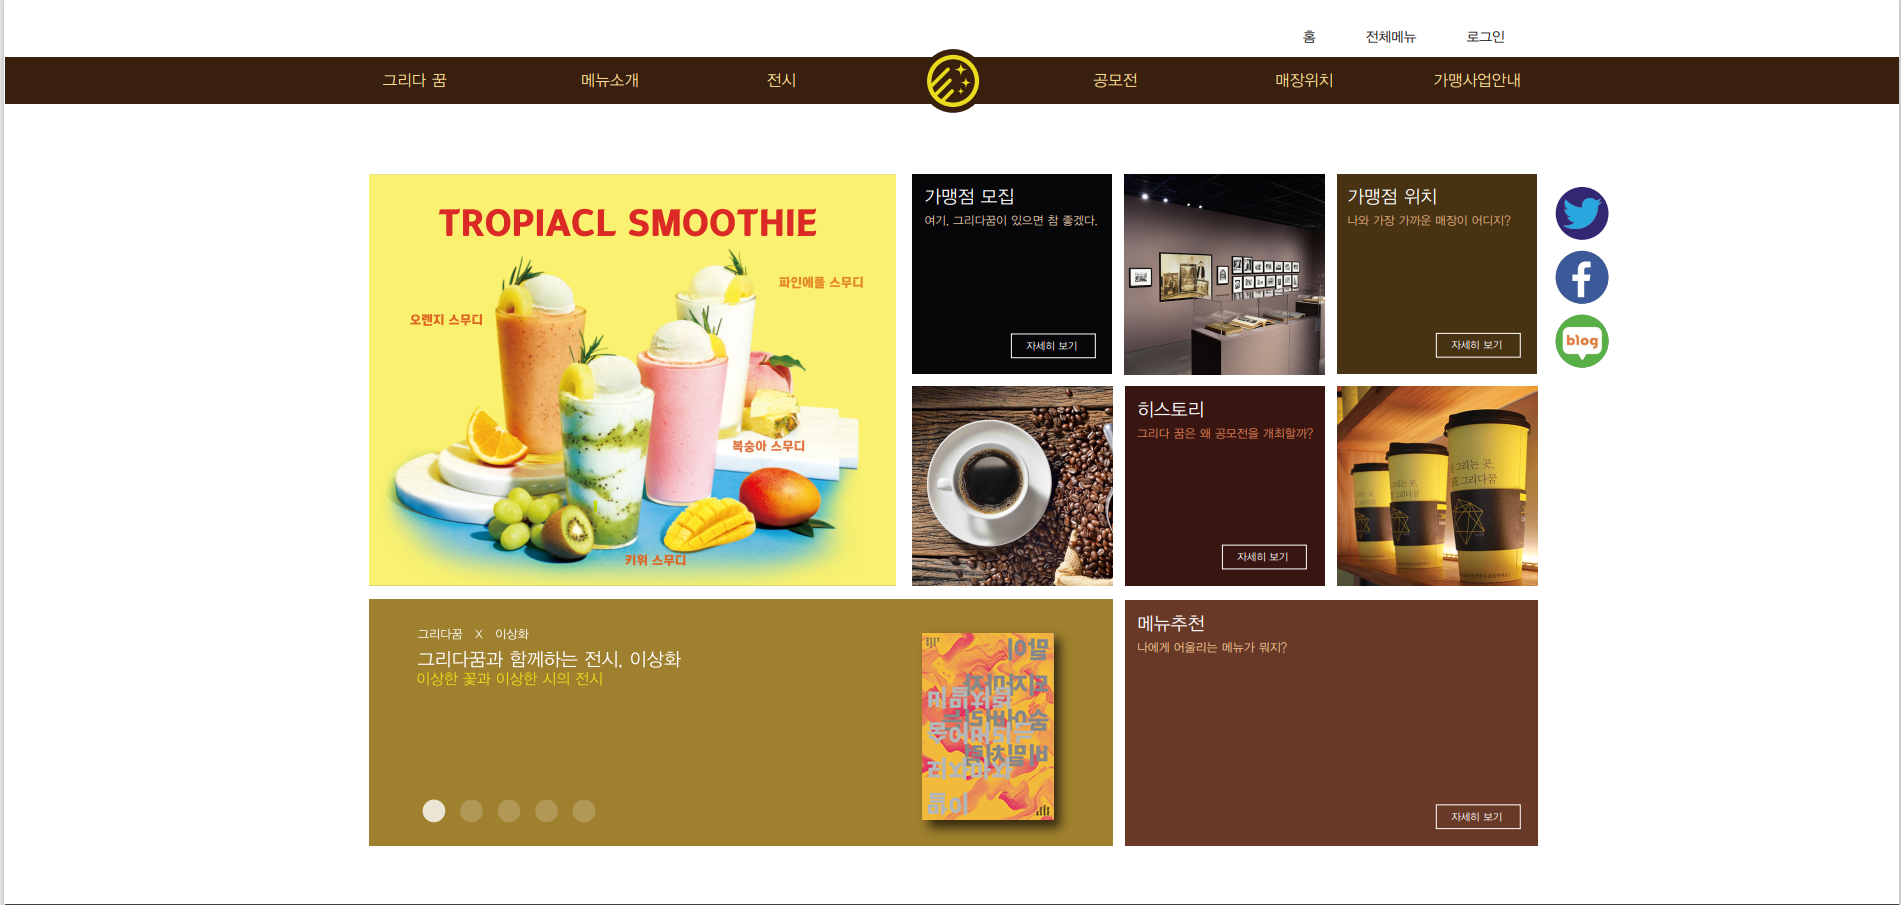 홈 전체메뉴 로그인
그리다 꿈 메뉴소개 전시 공모전 매장위치 가맹사업안내
TROPIACL SMOOTHIE
파인애플 스무디
오렌지 스무디
복숭아 스무디
키위 스무디
가맹점 모집
여기, 그리다꿈이 있으면 참 좋겠다.
자세히 보기
가맹점 위치
나와 가장 가까운 매장이 어디지?
자세히 보기
blog
히스토리
그리다 꿈은 왜 공모전을 개최할까?
자세히 보기
그리는 곳,
그리다꿈
그리다꿈 X 이상화
그리다꿈과 함께하는 전시, 이상화
이상한 꽃과 이상한 시의 전시
메뉴추천
나에게 어울리는 메뉴가 뭐지?
자세히 보기